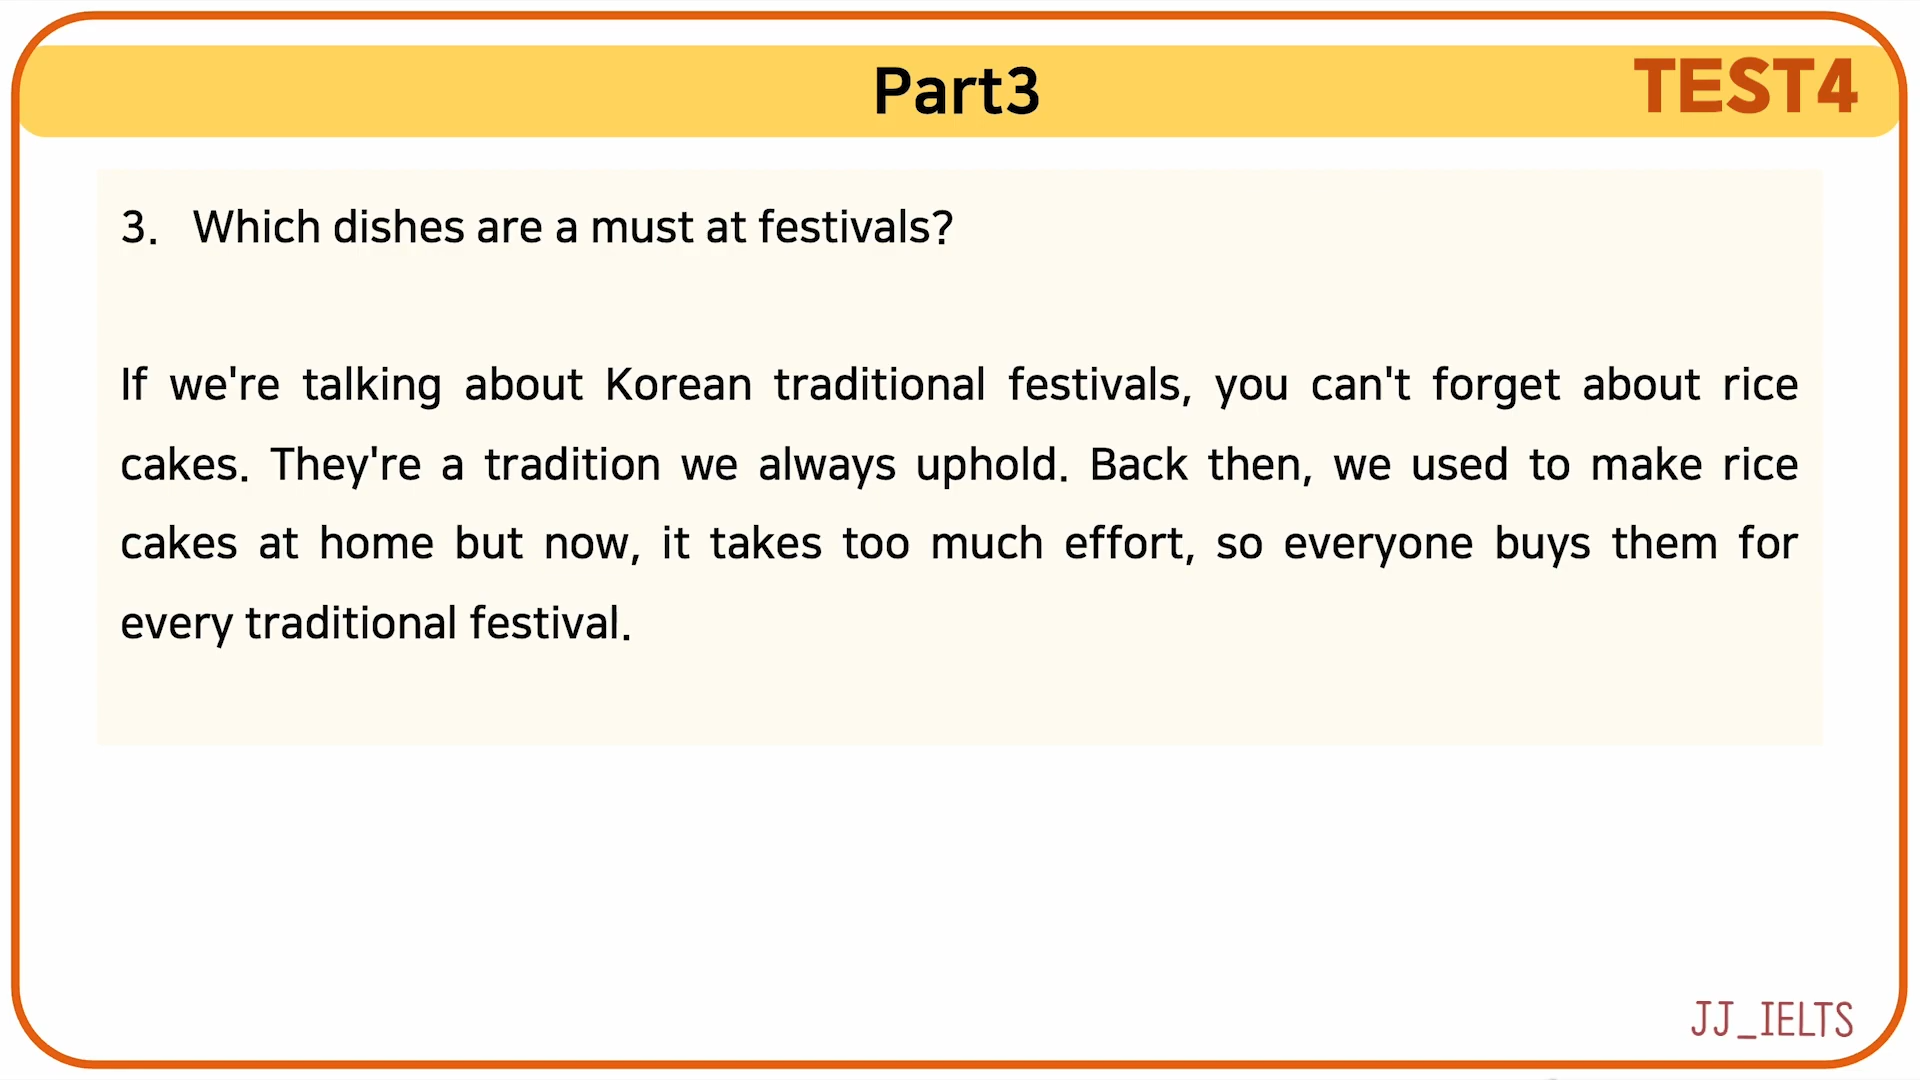 Part3
TEST4
3. Which dishes are a must at festivals?
If we're talking about Korean traditional festivals, you can't forget about rice
cakes. They're a tradition we always uphold. Back then, we used to make rice
cakes at home but now, it takes too much effort, so everyone buys them for
every traditional festival.
JJ_IELTS